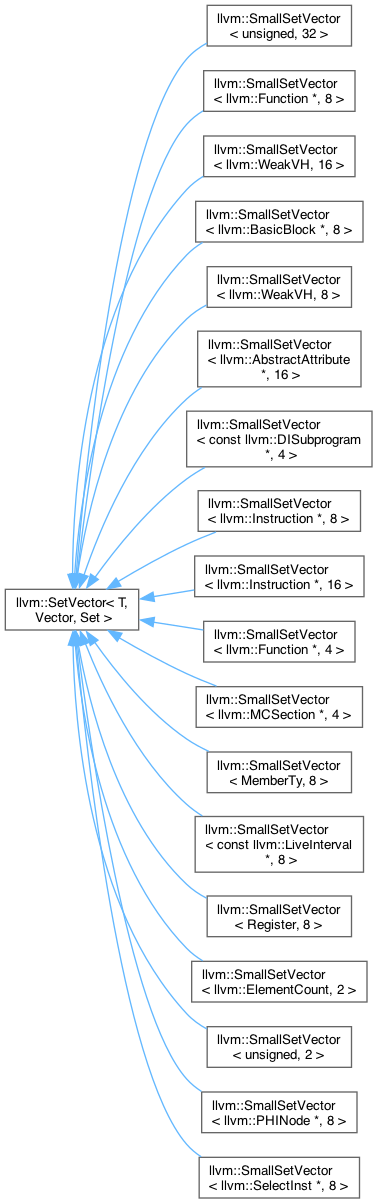 llvm::SmallSetVector
< unsigned, 32 >
llvm::SmallSetVector
< llvm::Function *, 8 >
llvm::SmallSetVector
< llvm::WeakVH, 16 >
llvm::SmallSetVector
< llvm::BasicBlock *, 8 >
llvm::SmallSetVector
< llvm::WeakVH, 8 >
llvm::SmallSetVector
< llvm::AbstractAttribute
*, 16 >
llvm::SmallSetVector
< const llvm::DISubprogram
*, 4 >
llvm::SmallSetVector
< llvm::Instruction *, 8 >
llvm::SmallSetVector
< llvm::Instruction *, 16 >
llvm::SetVector< T,
Vector, Set >
llvm::SmallSetVector
< llvm::Function *, 4 >
llvm::SmallSetVector
< llvm::MCSection *, 4 >
llvm::SmallSetVector
< MemberTy, 8 >
llvm::SmallSetVector
< const llvm::LiveInterval
*, 8 >
llvm::SmallSetVector
< Register, 8 >
llvm::SmallSetVector
< llvm::ElementCount, 2 >
llvm::SmallSetVector
< unsigned, 2 >
llvm::SmallSetVector
< llvm::PHINode *, 8 >
llvm::SmallSetVector
< llvm::SelectInst *, 8 >